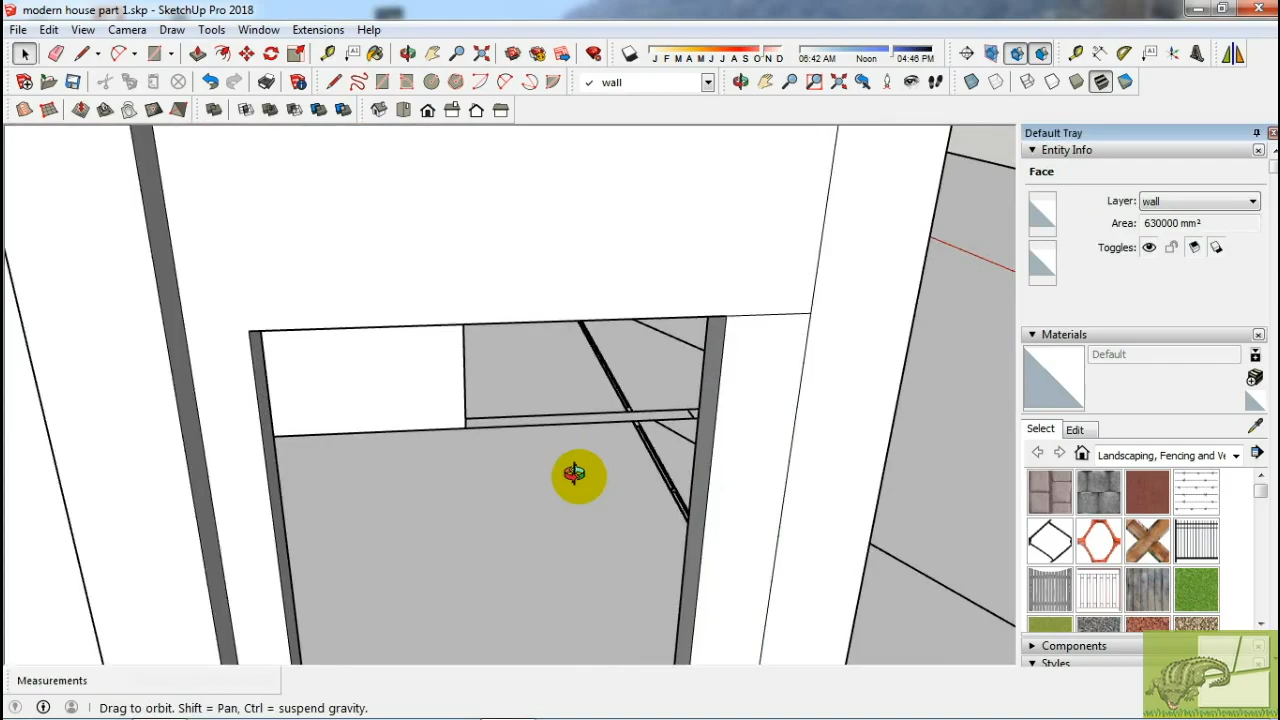 modern house part 1.skp - SketchUp Pro 2018
File Edit View Camera Draw Tools Window Extensions Help
J F M A M J J A S O N D
06:42 AM Noon 04:46 PM
wall
Default Tray
Entity Info
Face
Layer: wall
Area: 630000 mm²
Toggles:
Materials
Default
Select Edit
Landscaping, Fencing and Ve
Components
Styles
Measurements
Drag to orbit. Shift = Pan, Ctrl = suspend gravity.